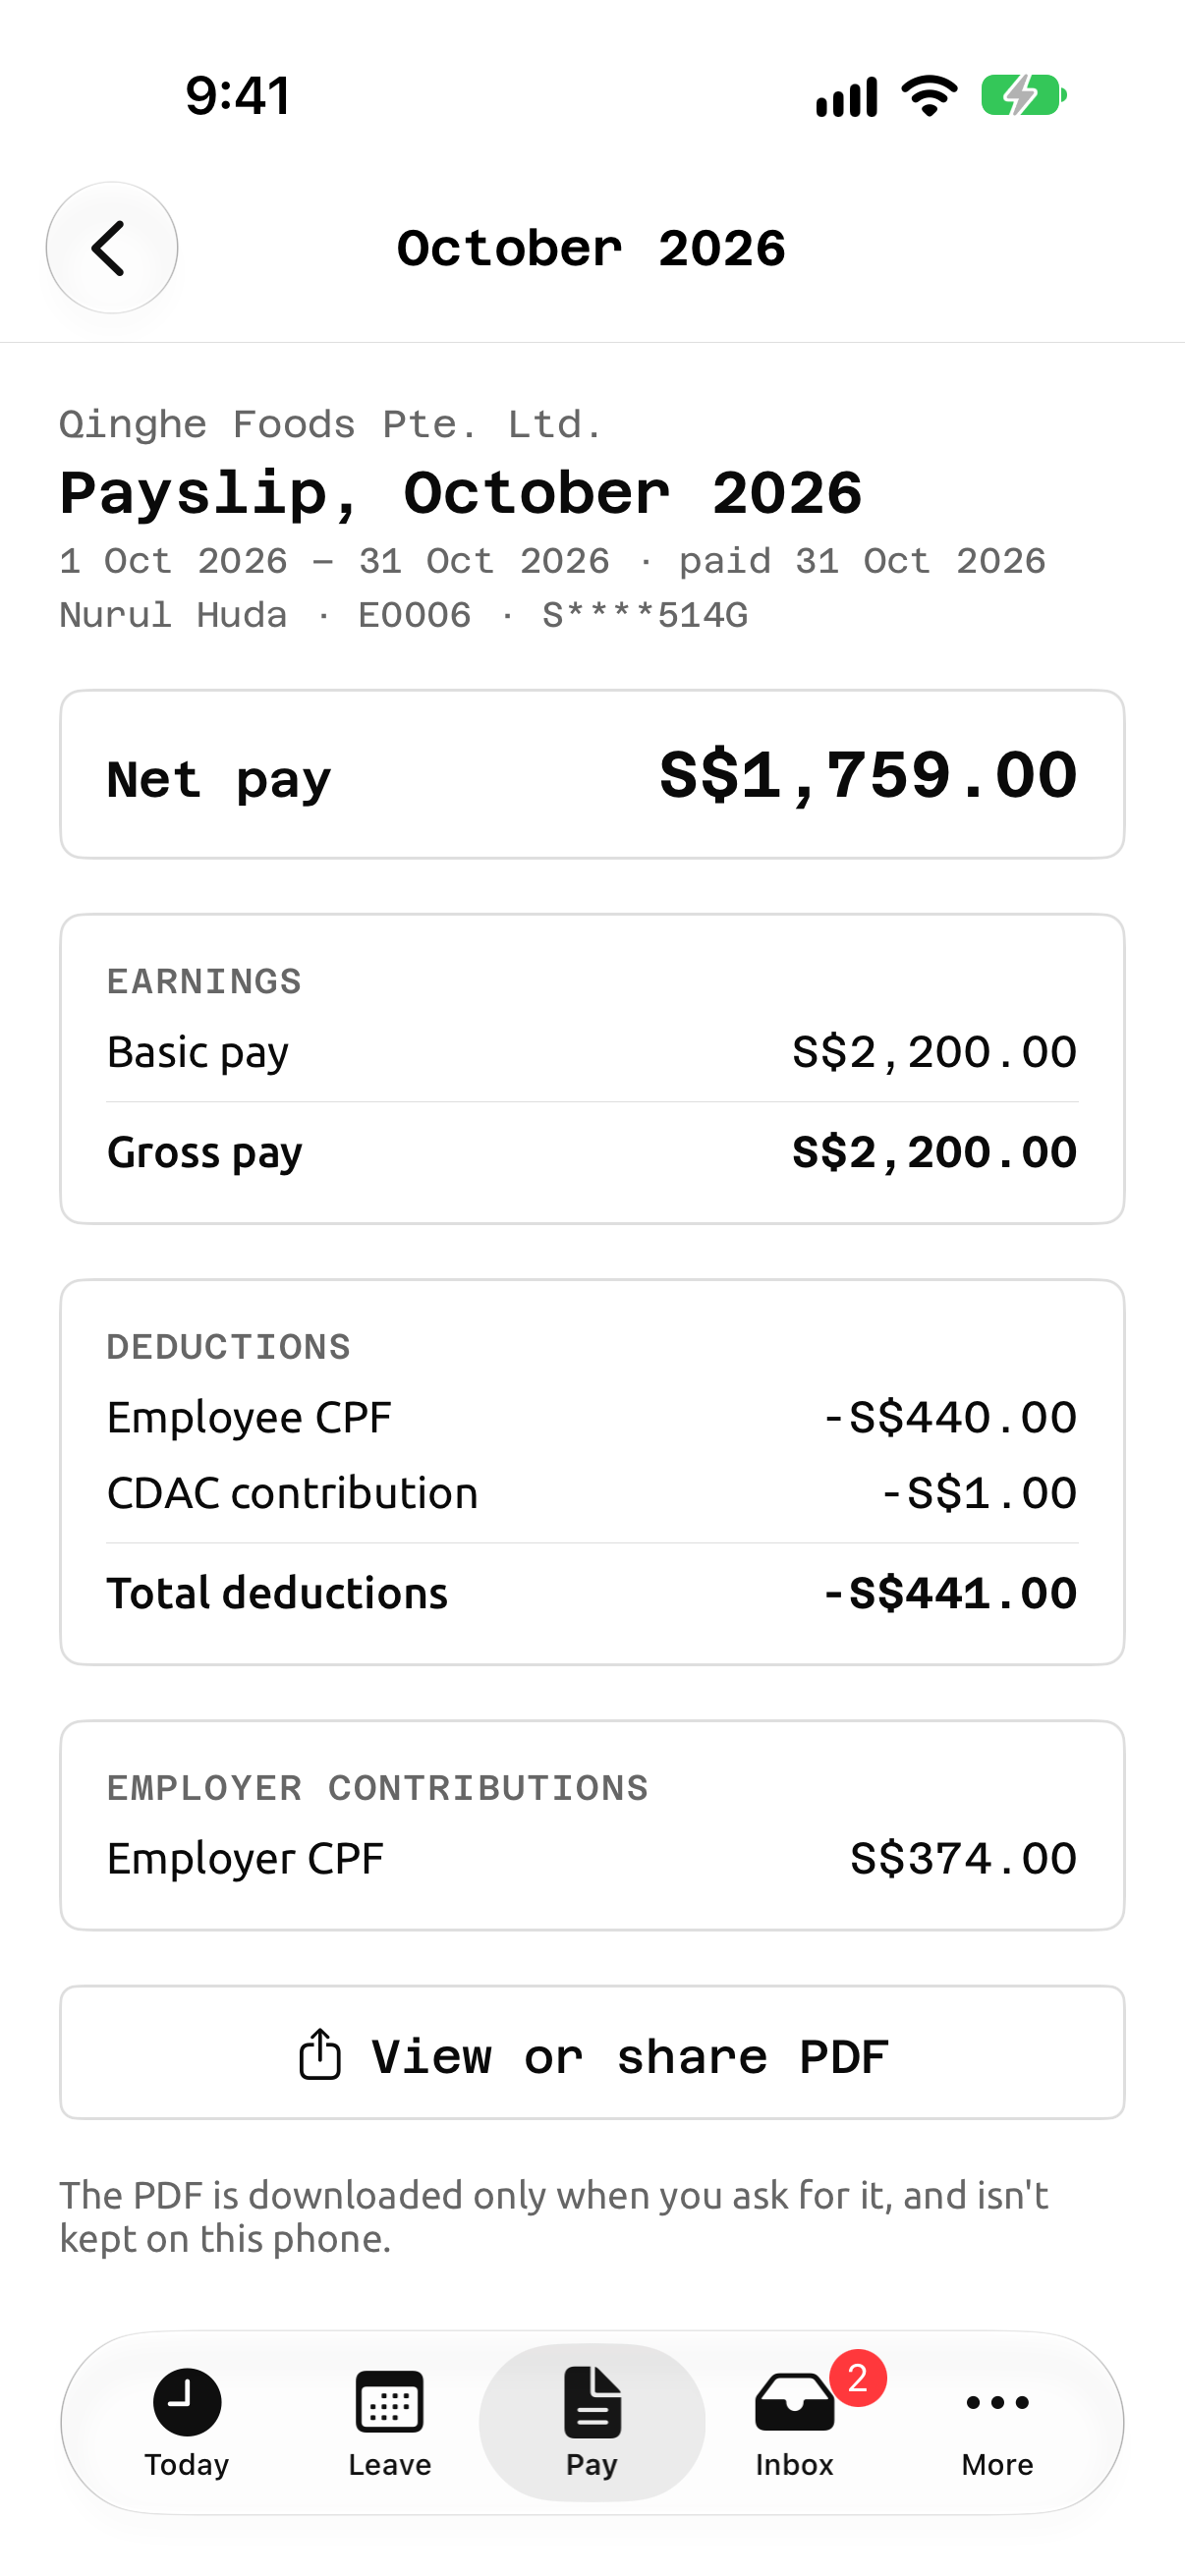 9:41
October 2026
Qinghe Foods Pte. Ltd.
Payslip, October 2026
1 Oct 2026 – 31 Oct 2026 · paid 31 Oct 2026
Nurul Huda · E0006 · S****514G
Net pay S$1,759.00
EARNINGS
Basic pay S$2,200.00
Gross pay S$2,200.00
DEDUCTIONS
Employee CPF -S$440.00
CDAC contribution -S$1.00
Total deductions -S$441.00
EMPLOYER CONTRIBUTIONS
Employer CPF S$374.00
View or share PDF
The PDF is downloaded only when you ask for it, and isn't
kept on this phone.
2
Today Leave Pay Inbox More